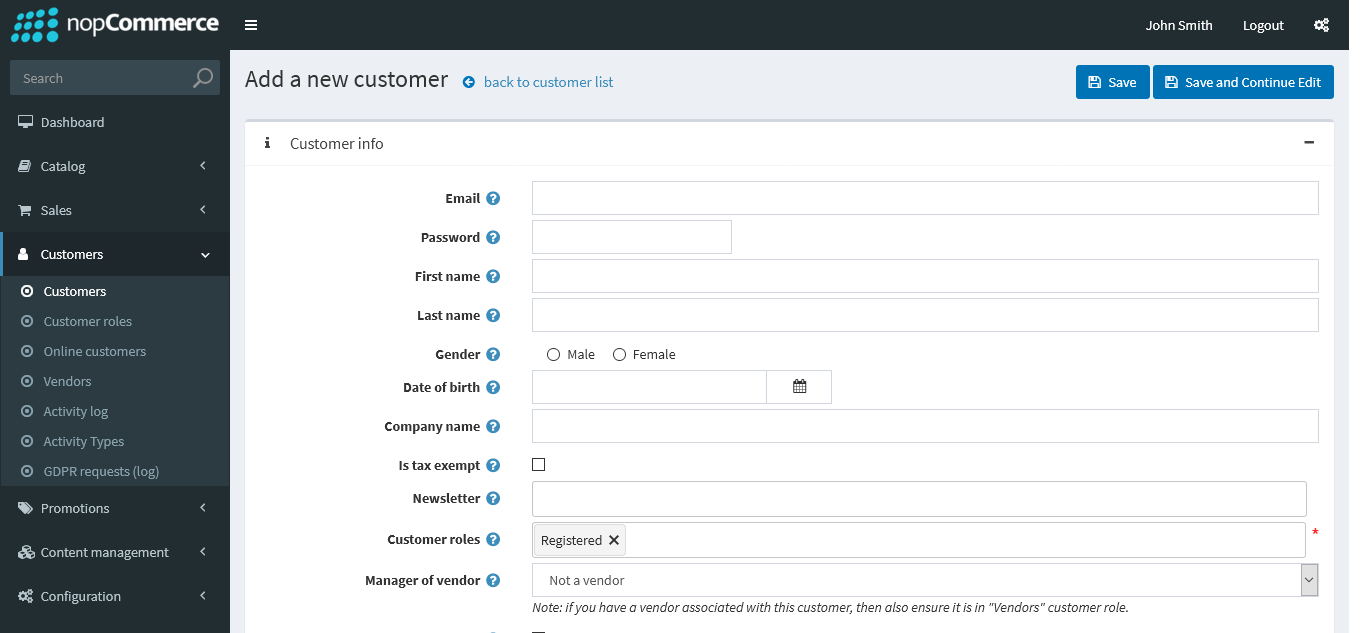 nopCommerce
John Smith Logout
Search
Dashboard
Catalog
Sales
Customers
Customers
Customer roles
Online customers
Vendors
Activity log
Activity Types
GDPR requests (log)
Promotions
Content management
Configuration
Add a new customer back to customer list
Save Save and Continue Edit
Customer info
Email
Password
First name
Last name
Gender Male Female
Date of birth
Company name
Is tax exempt
Newsletter
Customer roles Registered *
Manager of vendor Not a vendor
Note: if you have a vendor associated with this customer, then also ensure it is in "Vendors" customer role.